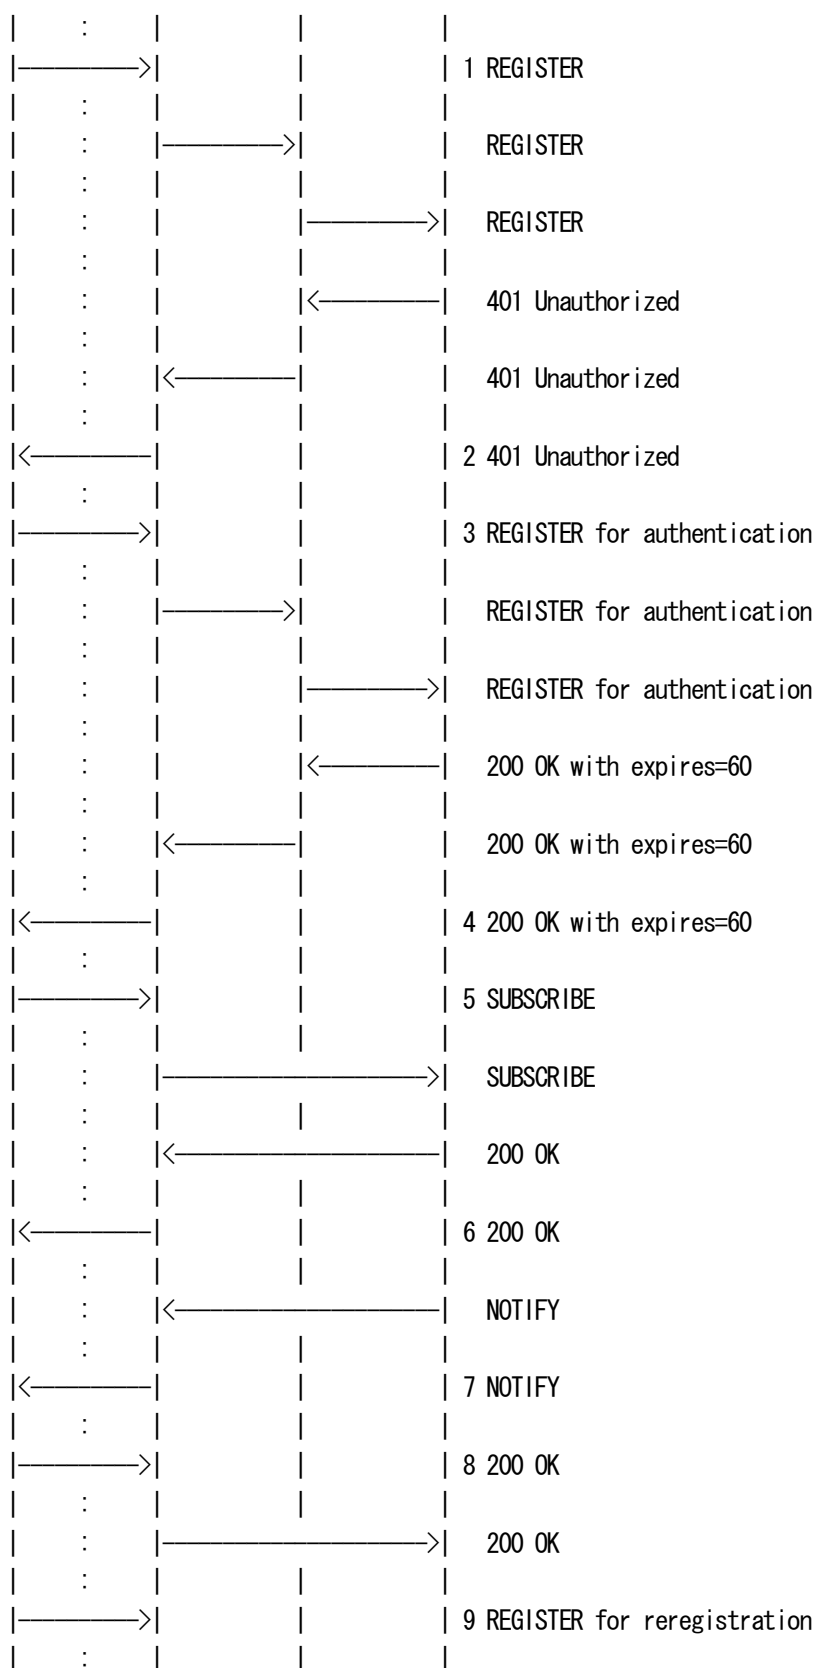 1 REGISTER
REGISTER
REGISTER
401 Unauthorized
401 Unauthorized
2 401 Unauthorized
3 REGISTER for authentication
REGISTER for authentication
REGISTER for authentication
200 OK with expires=60
200 OK with expires=60
4 200 OK with expires=60
5 SUBSCRIBE
SUBSCRIBE
200 OK
6 200 OK
NOTIFY
7 NOTIFY
8 200 OK
200 OK
9 REGISTER for reregistration